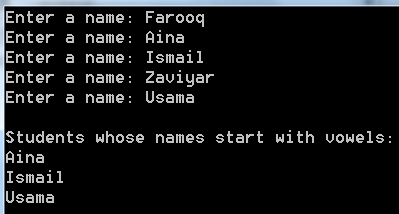 Enter a name: Farooq
Enter a name: Aina
Enter a name: Ismail
Enter a name: Zaviyar
Enter a name: Usama
Students whose names start with vowels:
Aina
Ismail
Usama